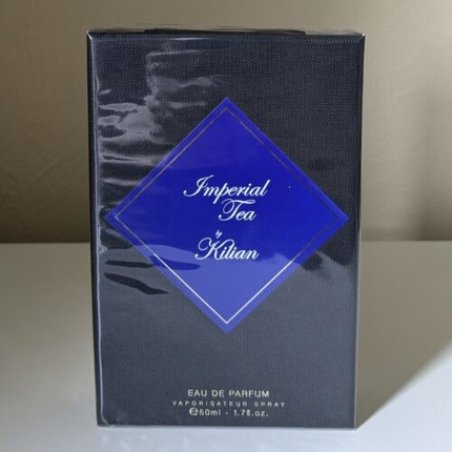 Imperial
Tea
by
Kilian
EAU DE PARFUM
VAPORISATEUR SPRAY
℮50ml - 1.7fl.oz.